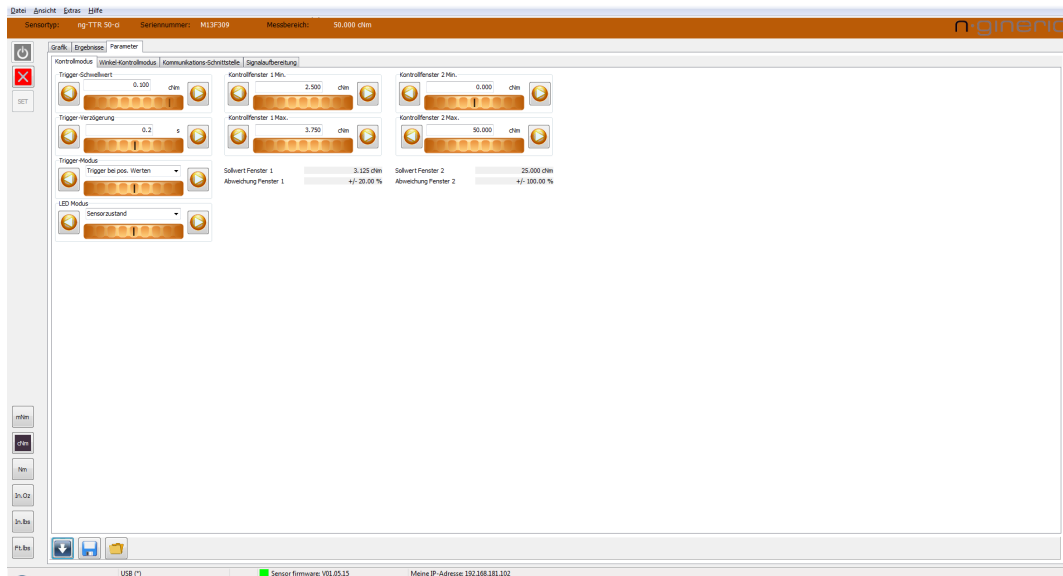 Datei Ansicht Extras Hilfe
Sensortyp: ng-TTR 50-ci Seriennummer: M13F309 Messbereich: 50.000 cNm
n-gineric
Grafik Ergebnisse Parameter
Kontrollmodus Winkel-Kontrollmodus Kommunikations-Schnittstelle Signalaufbereitung
SET
Trigger-Schwellwert
0.100 cNm
Kontrollfenster 1 Min.
2.500 cNm
Kontrollfenster 2 Min.
0.000 cNm
Trigger-Verzögerung
0.2 s
Kontrollfenster 1 Max.
3.750 cNm
Kontrollfenster 2 Max.
50.000 cNm
Trigger-Modus
Trigger bei pos. Werten
Sollwert Fenster 1 3.125 cNm
Abweichung Fenster 1 +/- 20.00 %
Sollwert Fenster 2 25.000 cNm
Abweichung Fenster 2 +/- 100.00 %
LED Modus
Sensorzustand
mNm
cNm
Nm
In.Oz
In.lbs
Ft.lbs
USB (*) Sensor firmware: V01.05.15 Meine IP-Adresse: 192.168.181.102